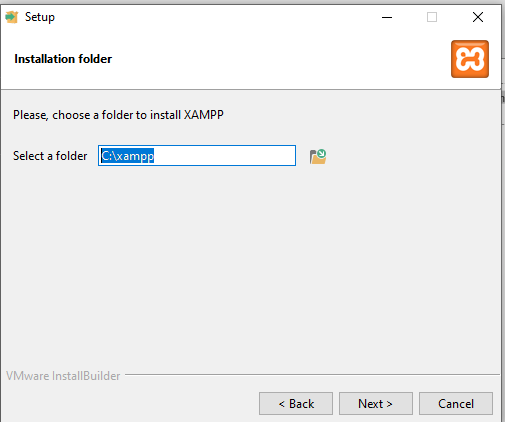 Setup
Installation folder
Please, choose a folder to install XAMPP
Select a folder C:\xampp
VMware InstallBuilder
< Back Next > Cancel